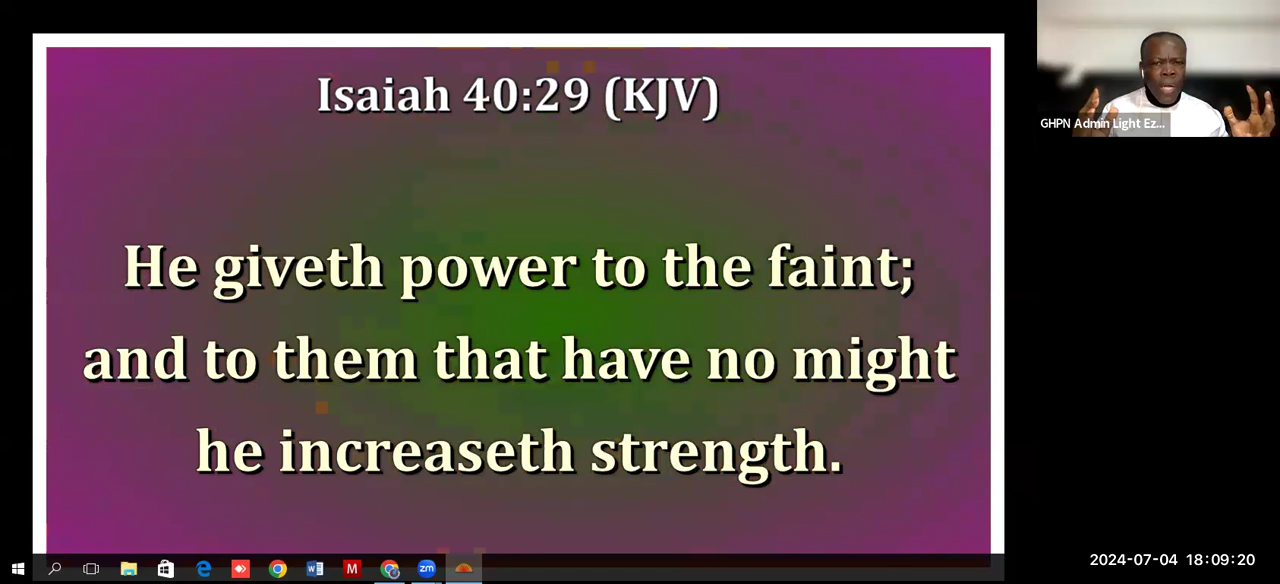 Isaiah 40:29 (KJV)
He giveth power to the faint;
and to them that have no might
he increaseth strength.
GHPN Admin Light Ez...
zm
2024-07-04 18:09:20